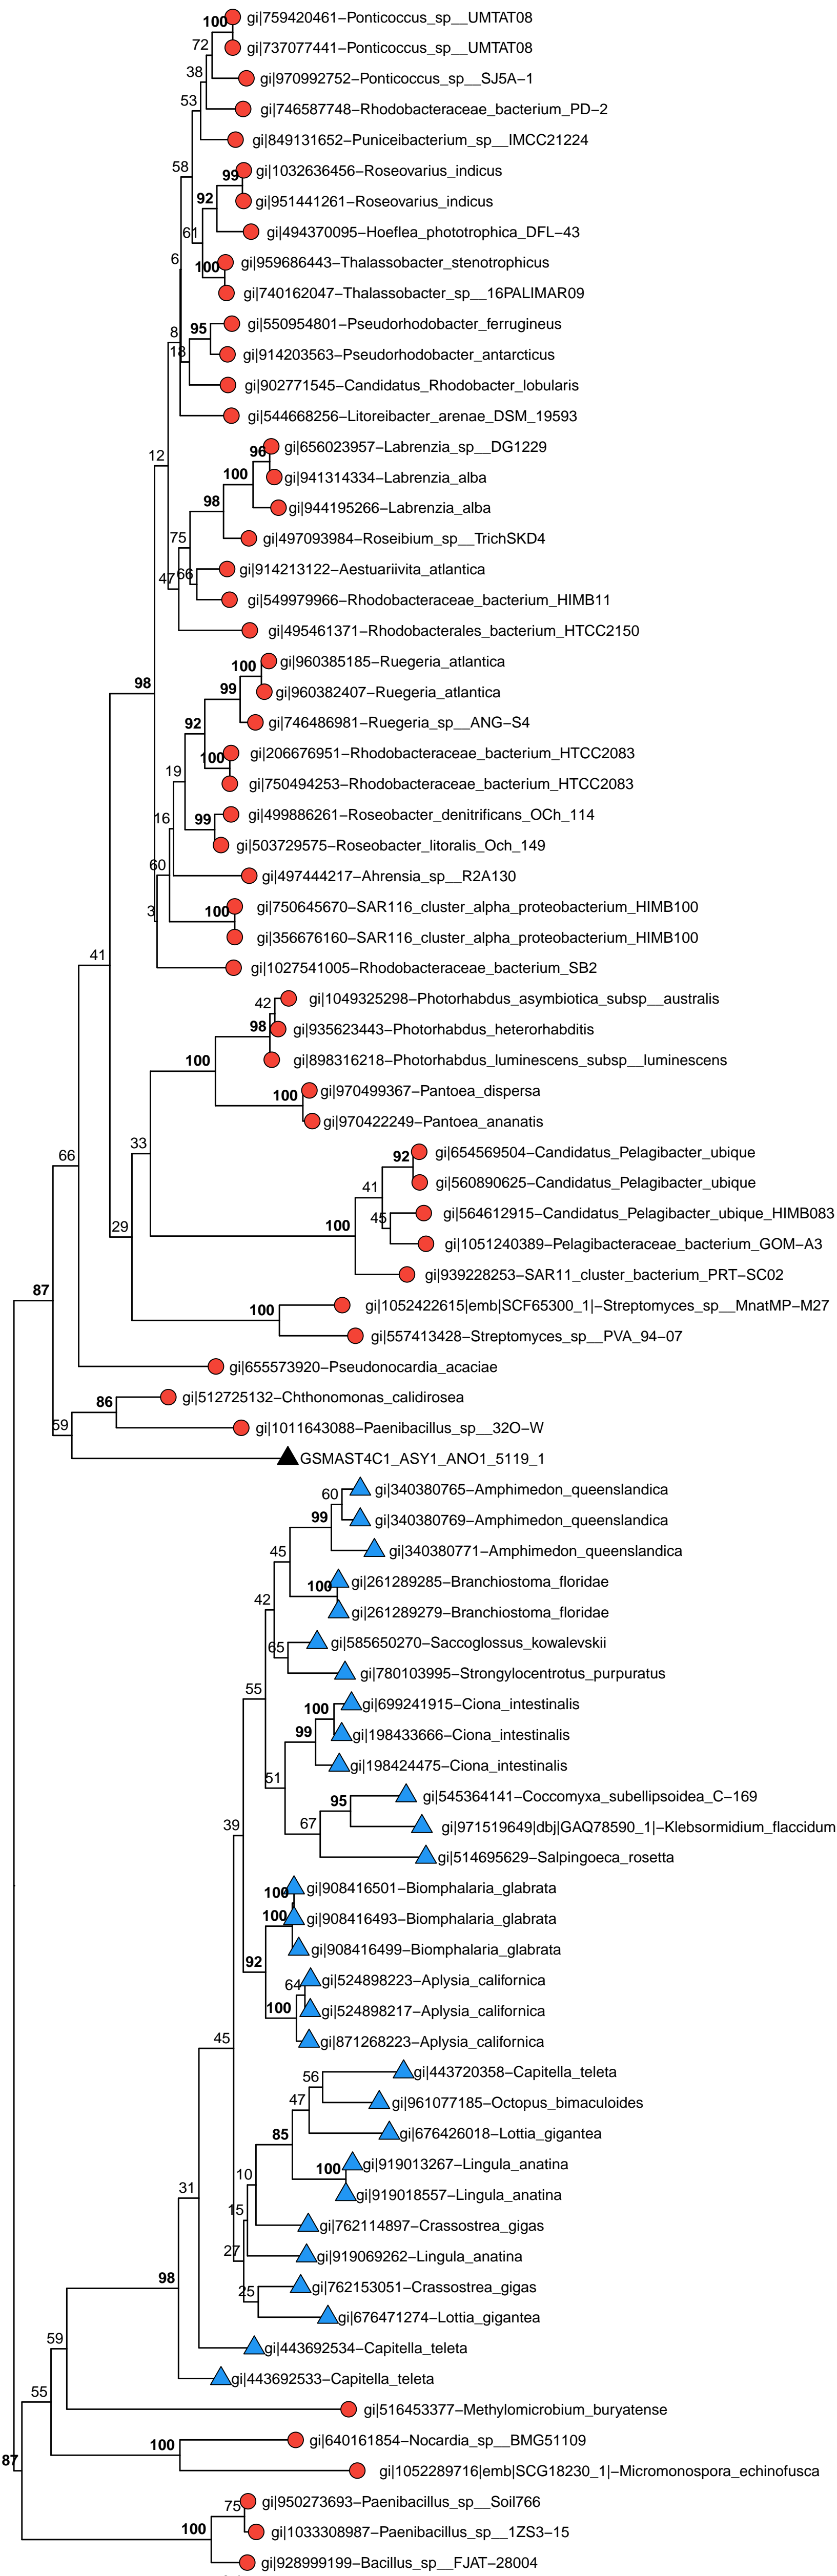 100
gi|759420461–Ponticoccus_sp__UMTAT08
72
gi|737077441–Ponticoccus_sp__UMTAT08
38
gi|970992752–Ponticoccus_sp__SJ5A–1
53
gi|746587748–Rhodobacteraceae_bacterium_PD–2
gi|849131652–Puniceibacterium_sp__IMCC21224
58
99
gi|1032636456–Roseovarius_indicus
92
gi|951441261–Roseovarius_indicus
61
gi|494370095–Hoeflea_phototrophica_DFL–43
6
100
gi|959686443–Thalassobacter_stenotrophicus
gi|740162047–Thalassobacter_sp__16PALIMAR09
8
95
gi|550954801–Pseudorhodobacter_ferrugineus
18
gi|914203563–Pseudorhodobacter_antarcticus
gi|902771545–Candidatus_Rhodobacter_lobularis
gi|544668256–Litoreibacter_arenae_DSM_19593
12
96
gi|656023957–Labrenzia_sp__DG1229
100
gi|941314334–Labrenzia_alba
98
gi|944195266–Labrenzia_alba
75
gi|497093984–Roseibium_sp__TrichSKD4
47
66
gi|914213122–Aestuariivita_atlantica
gi|549979966–Rhodobacteraceae_bacterium_HIMB11
gi|495461371–Rhodobacterales_bacterium_HTCC2150
98
100
gi|960385185–Ruegeria_atlantica
99
gi|960382407–Ruegeria_atlantica
92
gi|746486981–Ruegeria_sp__ANG–S4
100
gi|206676951–Rhodobacteraceae_bacterium_HTCC2083
19
gi|750494253–Rhodobacteraceae_bacterium_HTCC2083
16
99
gi|499886261–Roseobacter_denitrificans_OCh_114
gi|503729575–Roseobacter_litoralis_Och_149
60
gi|497444217–Ahrensia_sp__R2A130
3
100
gi|750645670–SAR116_cluster_alpha_proteobacterium_HIMB100
gi|356676160–SAR116_cluster_alpha_proteobacterium_HIMB100
41
gi|1027541005–Rhodobacteraceae_bacterium_SB2
42
gi|1049325298–Photorhabdus_asymbiotica_subsp__australis
98
gi|935623443–Photorhabdus_heterorhabditis
100
gi|898316218–Photorhabdus_luminescens_subsp__luminescens
100
gi|970499367–Pantoea_dispersa
gi|970422249–Pantoea_ananatis
33
92
gi|654569504–Candidatus_Pelagibacter_ubique
66
41
gi|560890625–Candidatus_Pelagibacter_ubique
29
100
45
gi|564612915–Candidatus_Pelagibacter_ubique_HIMB083
gi|1051240389–Pelagibacteraceae_bacterium_GOM–A3
gi|939228253–SAR11_cluster_bacterium_PRT–SC02
87
100
gi|1052422615|emb|SCF65300_1|–Streptomyces_sp__MnatMP–M27
gi|557413428–Streptomyces_sp__PVA_94–07
gi|655573920–Pseudonocardia_acaciae
86
gi|512725132–Chthonomonas_calidirosea
59
gi|1011643088–Paenibacillus_sp__32O–W
GSMAST4C1_ASY1_ANO1_5119_1
60
gi|340380765–Amphimedon_queenslandica
99
gi|340380769–Amphimedon_queenslandica
45
gi|340380771–Amphimedon_queenslandica
100
gi|261289285–Branchiostoma_floridae
42
gi|261289279–Branchiostoma_floridae
65
gi|585650270–Saccoglossus_kowalevskii
gi|780103995–Strongylocentrotus_purpuratus
55
100
gi|699241915–Ciona_intestinalis
99
gi|198433666–Ciona_intestinalis
51
gi|198424475–Ciona_intestinalis
95
gi|545364141–Coccomyxa_subellipsoidea_C–169
39
67
gi|971519649|dbj|GAQ78590_1|–Klebsormidium_flaccidum
gi|514695629–Salpingoeca_rosetta
100
gi|908416501–Biomphalaria_glabrata
100
gi|908416493–Biomphalaria_glabrata
92
gi|908416499–Biomphalaria_glabrata
64
gi|524898223–Aplysia_californica
100
gi|524898217–Aplysia_californica
45
gi|871268223–Aplysia_californica
56
gi|443720358–Capitella_teleta
47
gi|961077185–Octopus_bimaculoides
85
gi|676426018–Lottia_gigantea
100
gi|919013267–Lingula_anatina
31
10
gi|919018557–Lingula_anatina
15
gi|762114897–Crassostrea_gigas
27
gi|919069262–Lingula_anatina
98
25
gi|762153051–Crassostrea_gigas
gi|676471274–Lottia_gigantea
59
gi|443692534–Capitella_teleta
gi|443692533–Capitella_teleta
55
gi|516453377–Methylomicrobium_buryatense
100
gi|640161854–Nocardia_sp__BMG51109
87
gi|1052289716|emb|SCG18230_1|–Micromonospora_echinofusca
75
gi|950273693–Paenibacillus_sp__Soil766
100
gi|1033308987–Paenibacillus_sp__1ZS3–15
gi|928999199–Bacillus_sp__FJAT–28004